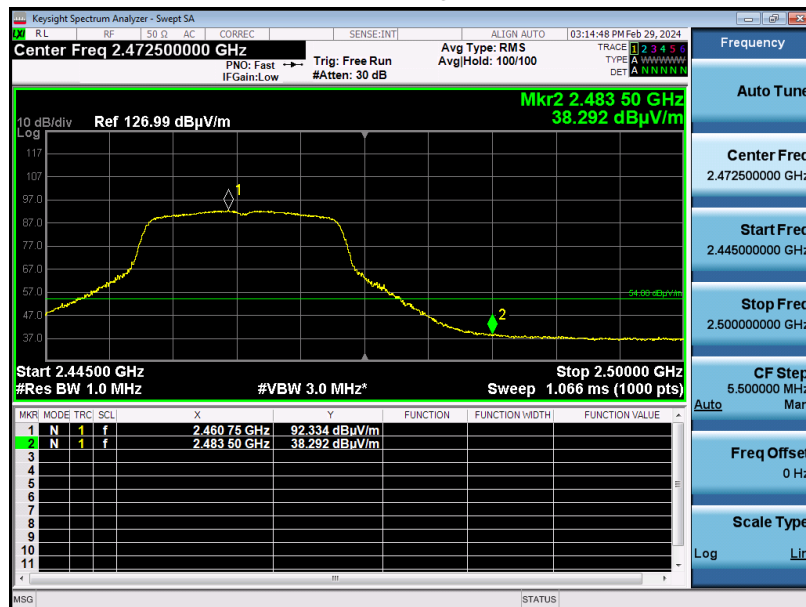 Keysight Spectrum Analyzer - Swept SA
LXI RL RF 50 Ω AC CORREC SENSE:INT ALIGN AUTO 03:14:48 PM Feb 29, 2024
Center Freq 2.472500000 GHz
PNO: Fast
IFGain:Low
Trig: Free Run
#Atten: 30 dB
Avg Type: RMS
Avg|Hold: 100/100
TRACE 1 2 3 4 5 6
TYPE A WWWWW
DET A N N N N N
Mkr2 2.483 50 GHz
38.292 dBµV/m
10 dB/div Ref 126.99 dBµV/m
Log
117
107
97.0
87.0
77.0
67.0
57.0
47.0
37.0
1
2
54.00 dBµV/m
Start 2.44500 GHz Stop 2.50000 GHz
#Res BW 1.0 MHz #VBW 3.0 MHz* Sweep 1.066 ms (1000 pts)
MKR MODE TRC SCL X Y FUNCTION FUNCTION WIDTH FUNCTION VALUE
1 N 1 f 2.460 75 GHz 92.334 dBµV/m
2 N 1 f 2.483 50 GHz 38.292 dBµV/m
3
4
5
6
7
8
9
10
11
MSG STATUS
Frequency
Auto Tune
Center Freq
2.472500000 GHz
Start Freq
2.445000000 GHz
Stop Freq
2.500000000 GHz
CF Step
5.500000 MHz
Auto Man
Freq Offset
0 Hz
Scale Type
Log Lin